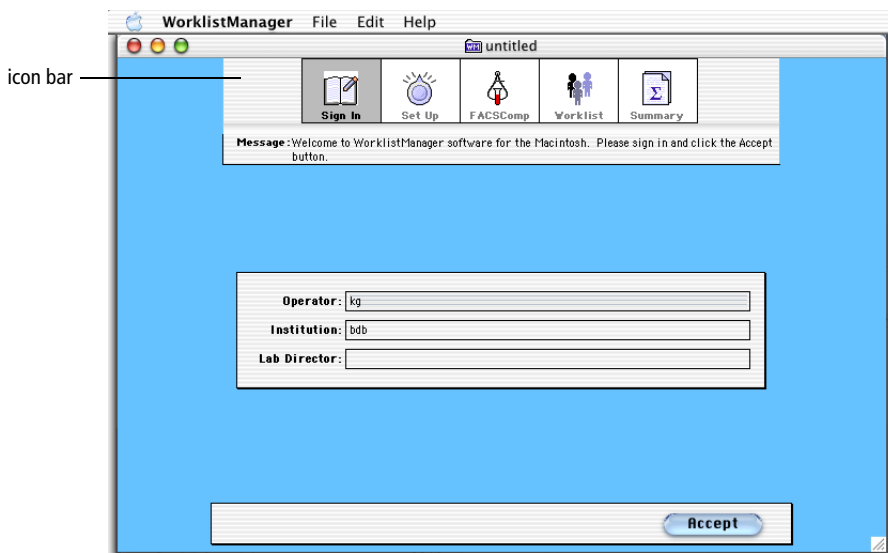 WorklistManager File Edit Help
untitled
icon bar
Sign In Set Up FACSComp Worklist Summary
Message: Welcome to WorklistManager software for the Macintosh. Please sign in and click the Accept
button.
Operator: kg
Institution: bdb
Lab Director:
Accept